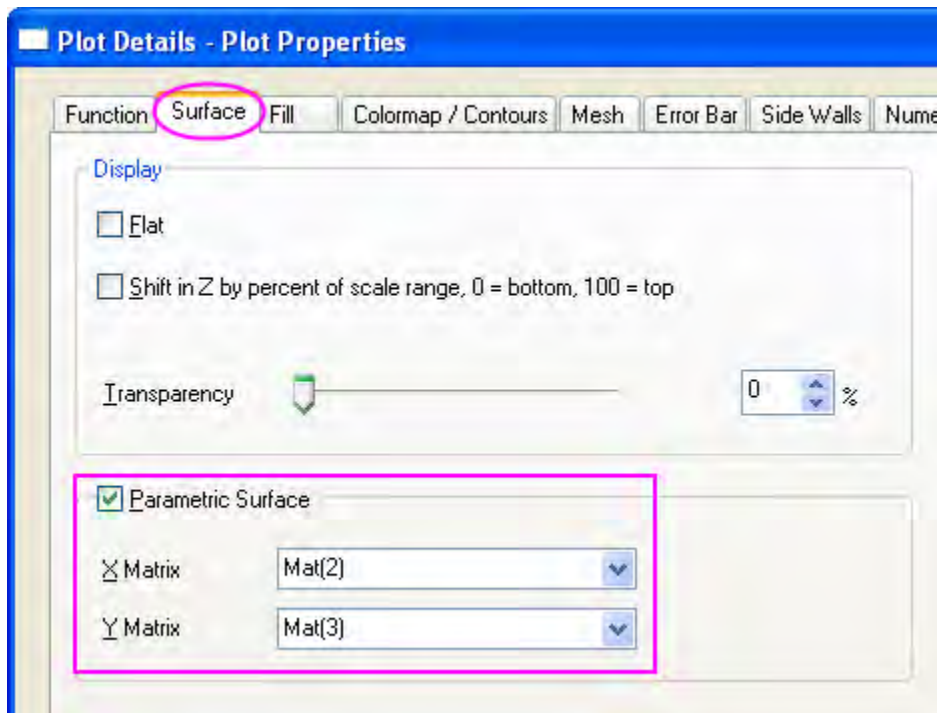 Plot Details - Plot Properties
Function Surface Fill Colormap / Contours Mesh Error Bar Side Walls Nume
Display
Flat
Shift in Z by percent of scale range, 0 = bottom, 100 = top
Transparency 0 %
Parametric Surface
X Matrix Mat(2)
Y Matrix Mat(3)